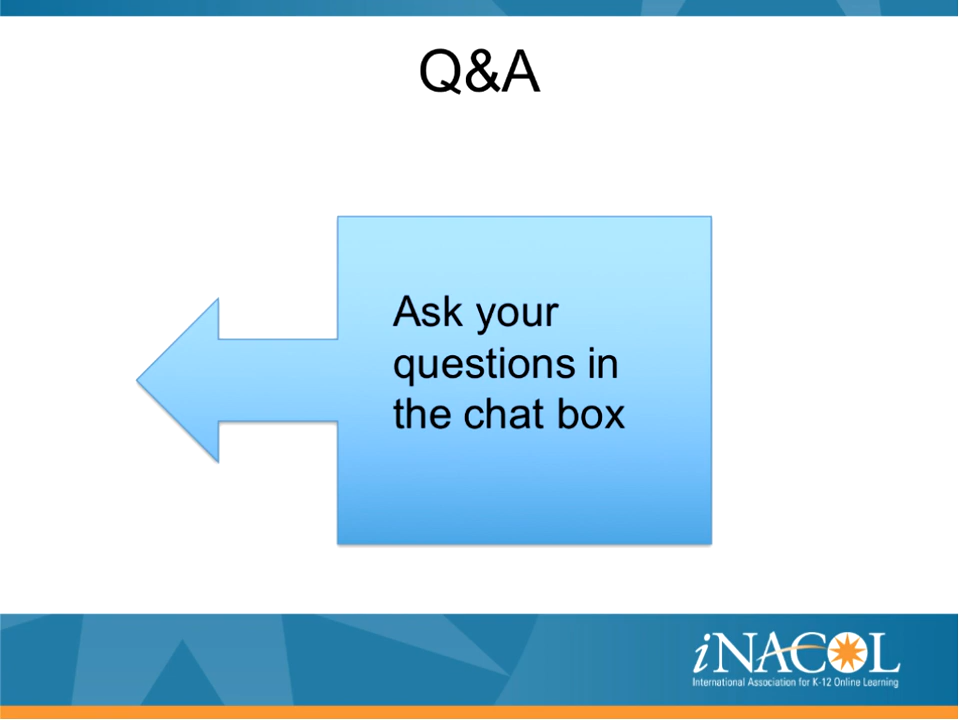 Q&A
Ask your
questions in
the chat box
iNACOL
International Association for K-12 Online Learning